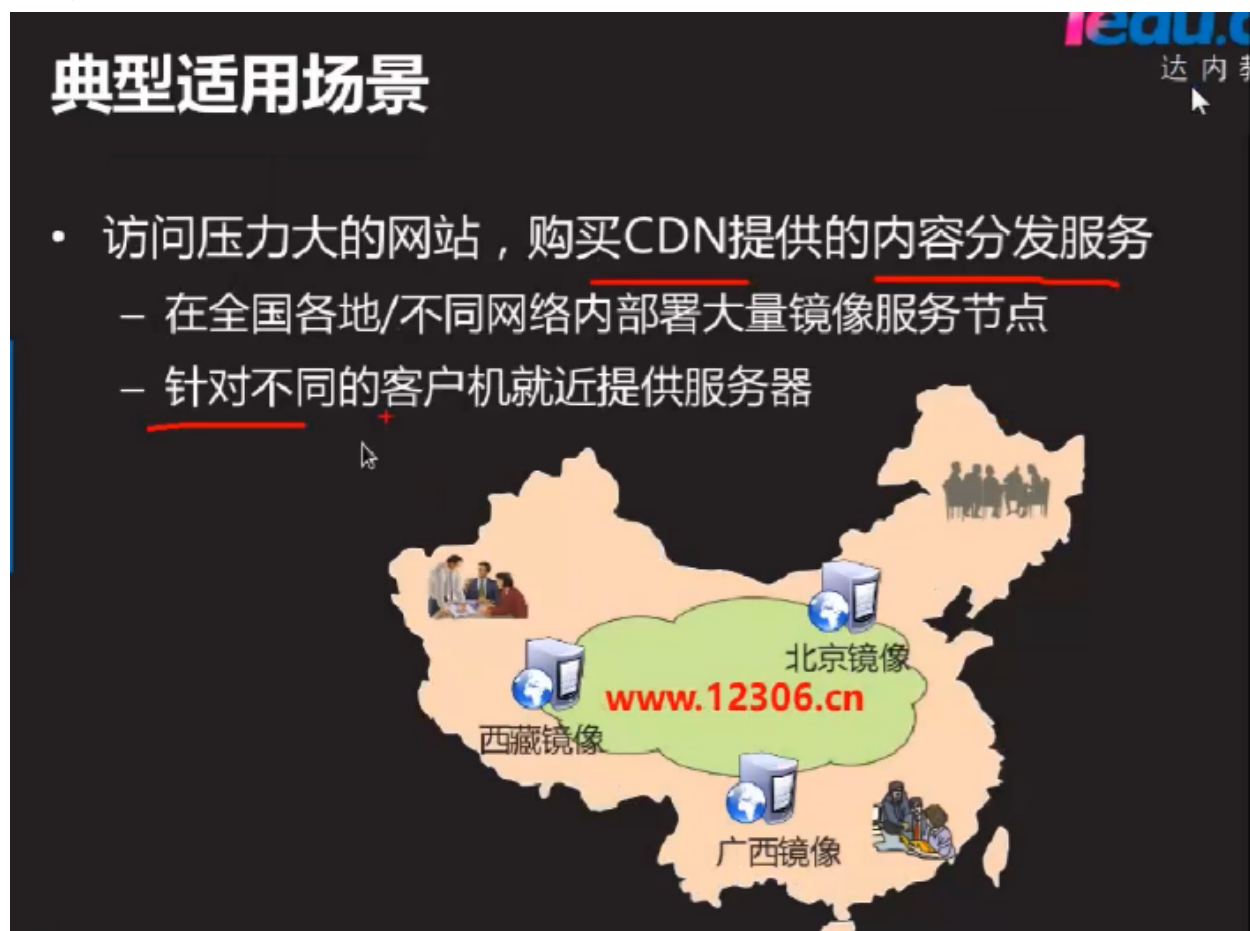 典型适用场景
达内
• 访问压力大的网站，购买CDN提供的内容分发服务
– 在全国各地/不同网络内部署大量镜像服务节点
– 针对不同的客户机就近提供服务器
北京镜像
www.12306.cn
西藏镜像
广西镜像